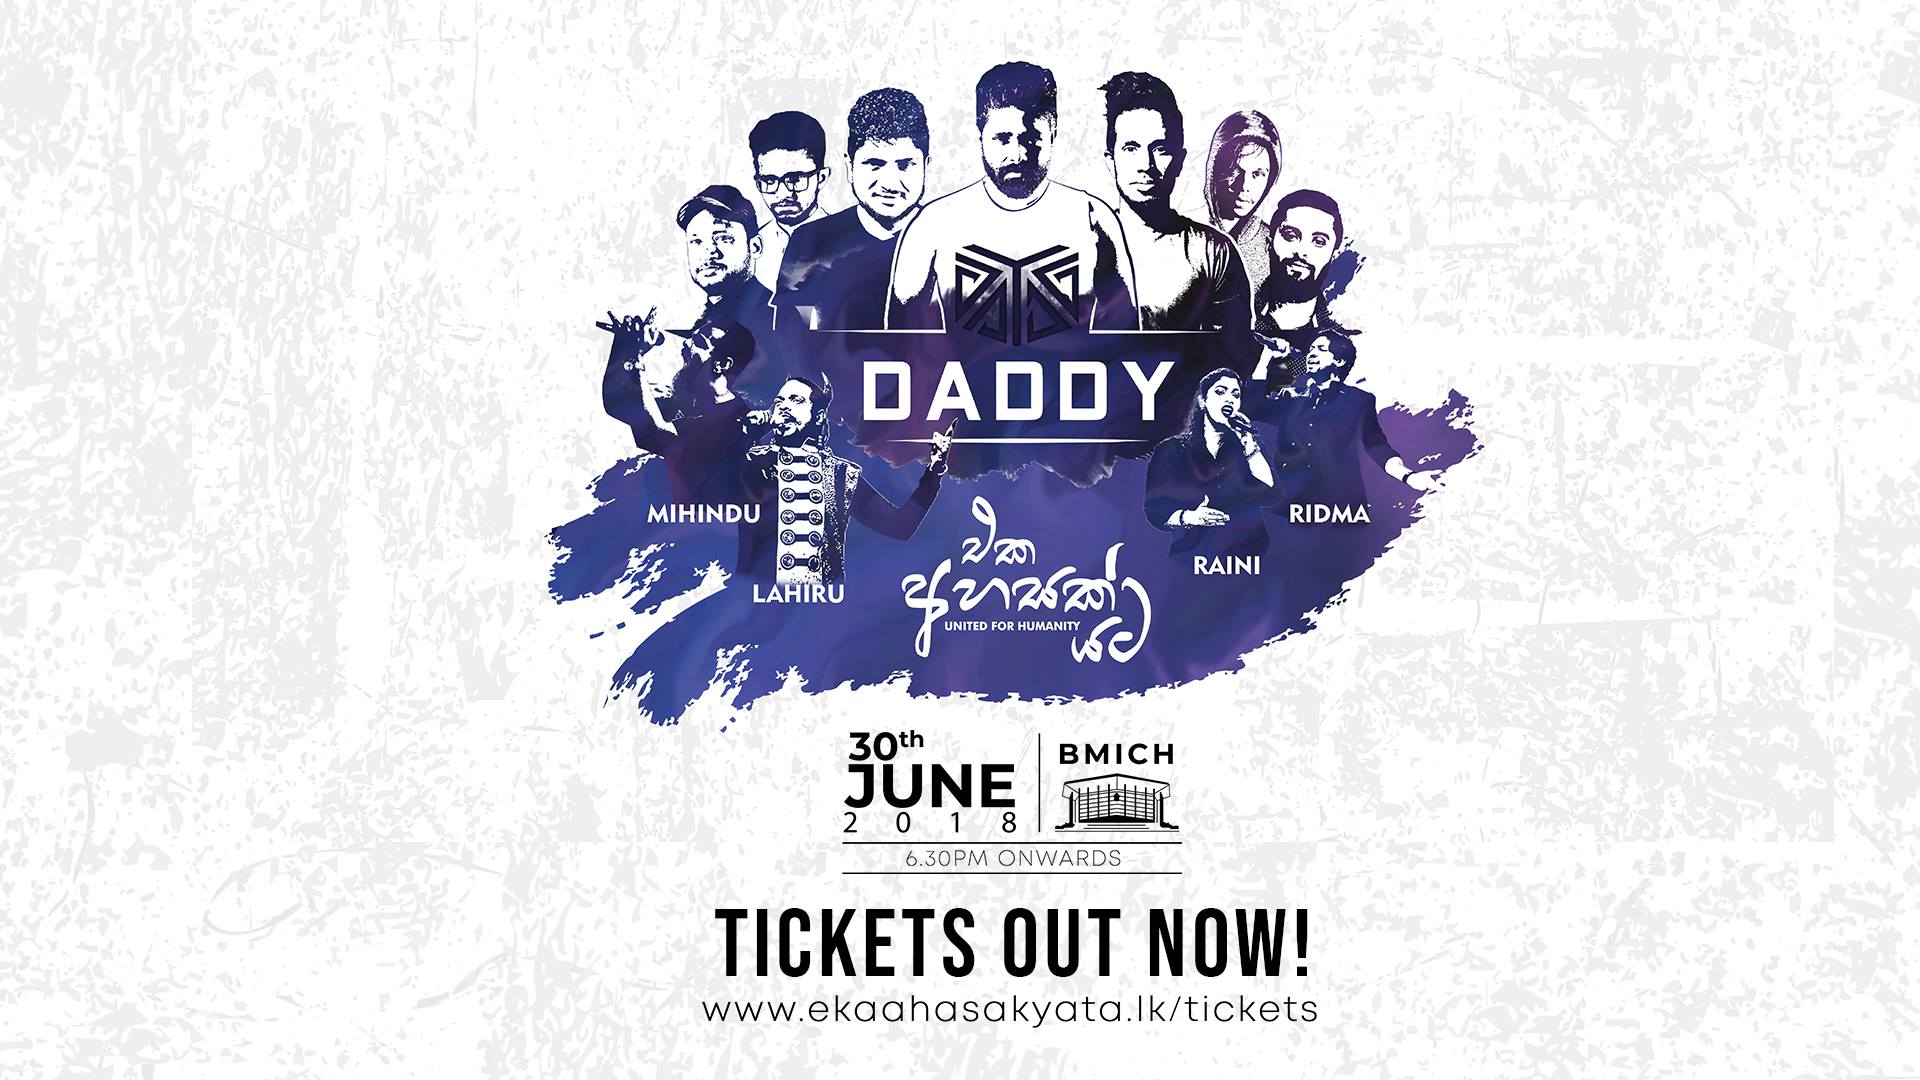 DADDY
MIHINDU
RIDMA
RAINI
LAHIRU
එක
අහසක්
UNITED FOR HUMANITY
යට
30th
JUNE
2018
BMICH
6.30PM ONWARDS
TICKETS OUT NOW!
www.ekaahasakyata.lk/tickets